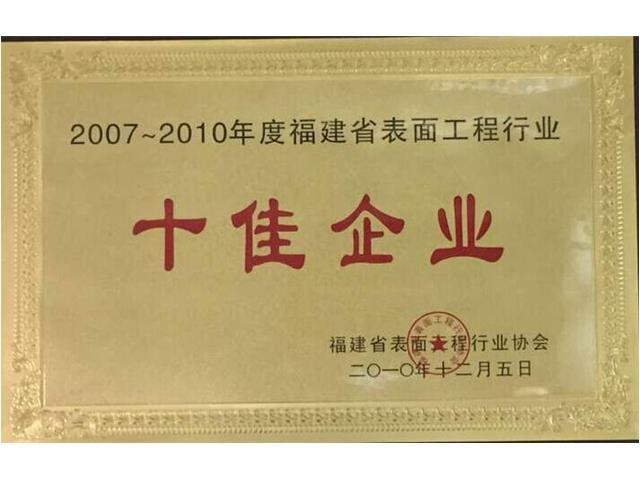 2007~2010年度福建省表面工程行业
十佳企业
福建省表面工程行业协会
二〇一〇年十二月五日